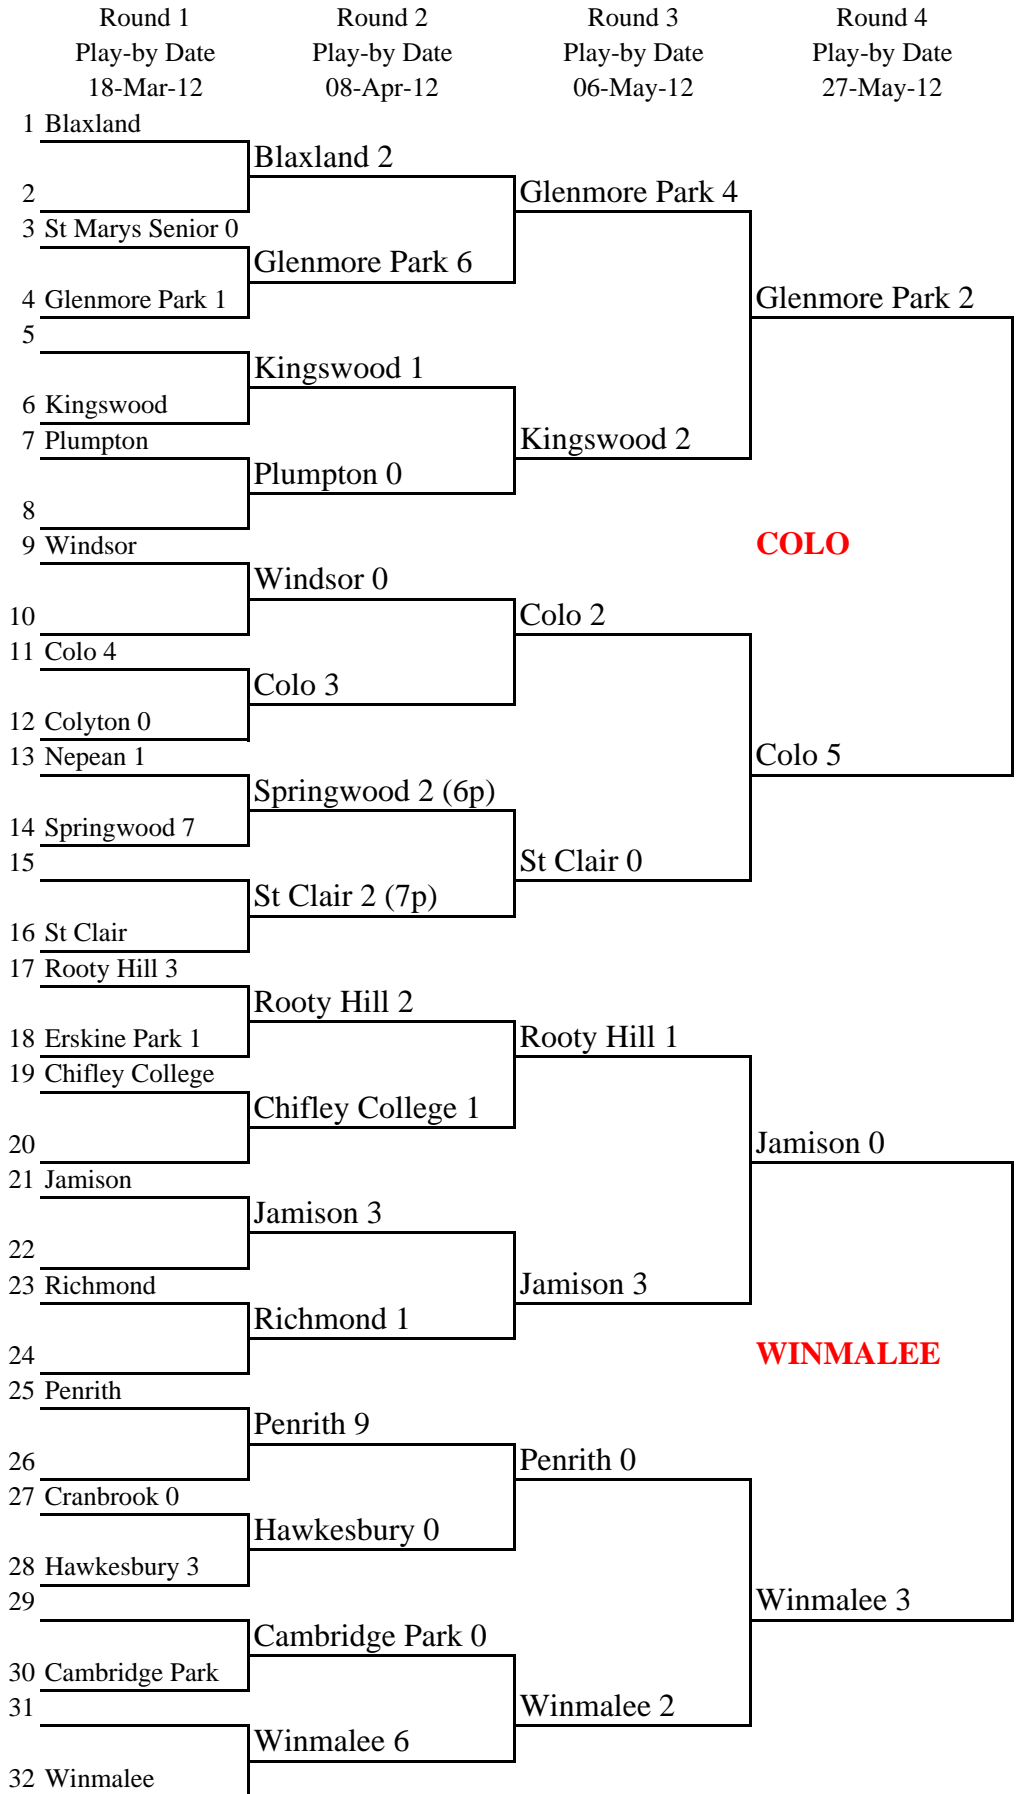 Round 1 Round 2 Round 3 Round 4
Play-by Date Play-by Date Play-by Date Play-by Date
18-Mar-12 08-Apr-12 06-May-12 27-May-12
1 Blaxland
Blaxland 2
2
Glenmore Park 4
3 St Marys Senior 0
Glenmore Park 6
4 Glenmore Park 1
Glenmore Park 2
5
Kingswood 1
6 Kingswood
7 Plumpton
Kingswood 2
Plumpton 0
8
9 Windsor
COLO
Windsor 0
10
Colo 2
11 Colo 4
Colo 3
12 Colyton 0
13 Nepean 1
Colo 5
Springwood 2 (6p)
14 Springwood 7
15
St Clair 0
St Clair 2 (7p)
16 St Clair
17 Rooty Hill 3
Rooty Hill 2
18 Erskine Park 1
Rooty Hill 1
19 Chifley College
Chifley College 1
20
Jamison 0
21 Jamison
Jamison 3
22
23 Richmond
Jamison 3
Richmond 1
24
WINMALEE
25 Penrith
Penrith 9
26
Penrith 0
27 Cranbrook 0
Hawkesbury 0
28 Hawkesbury 3
29
Winmalee 3
Cambridge Park 0
30 Cambridge Park
31
Winmalee 2
Winmalee 6
32 Winmalee